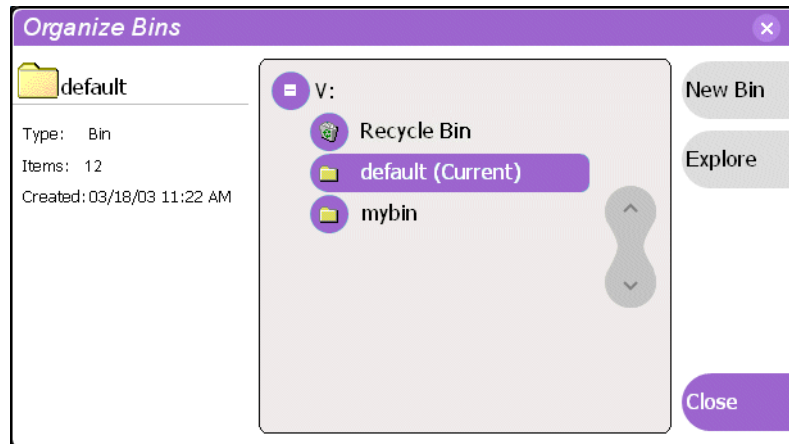 Organize Bins
default
Type: Bin
Items: 12
Created: 03/18/03 11:22 AM
V:
Recycle Bin
default (Current)
mybin
New Bin
Explore
Close